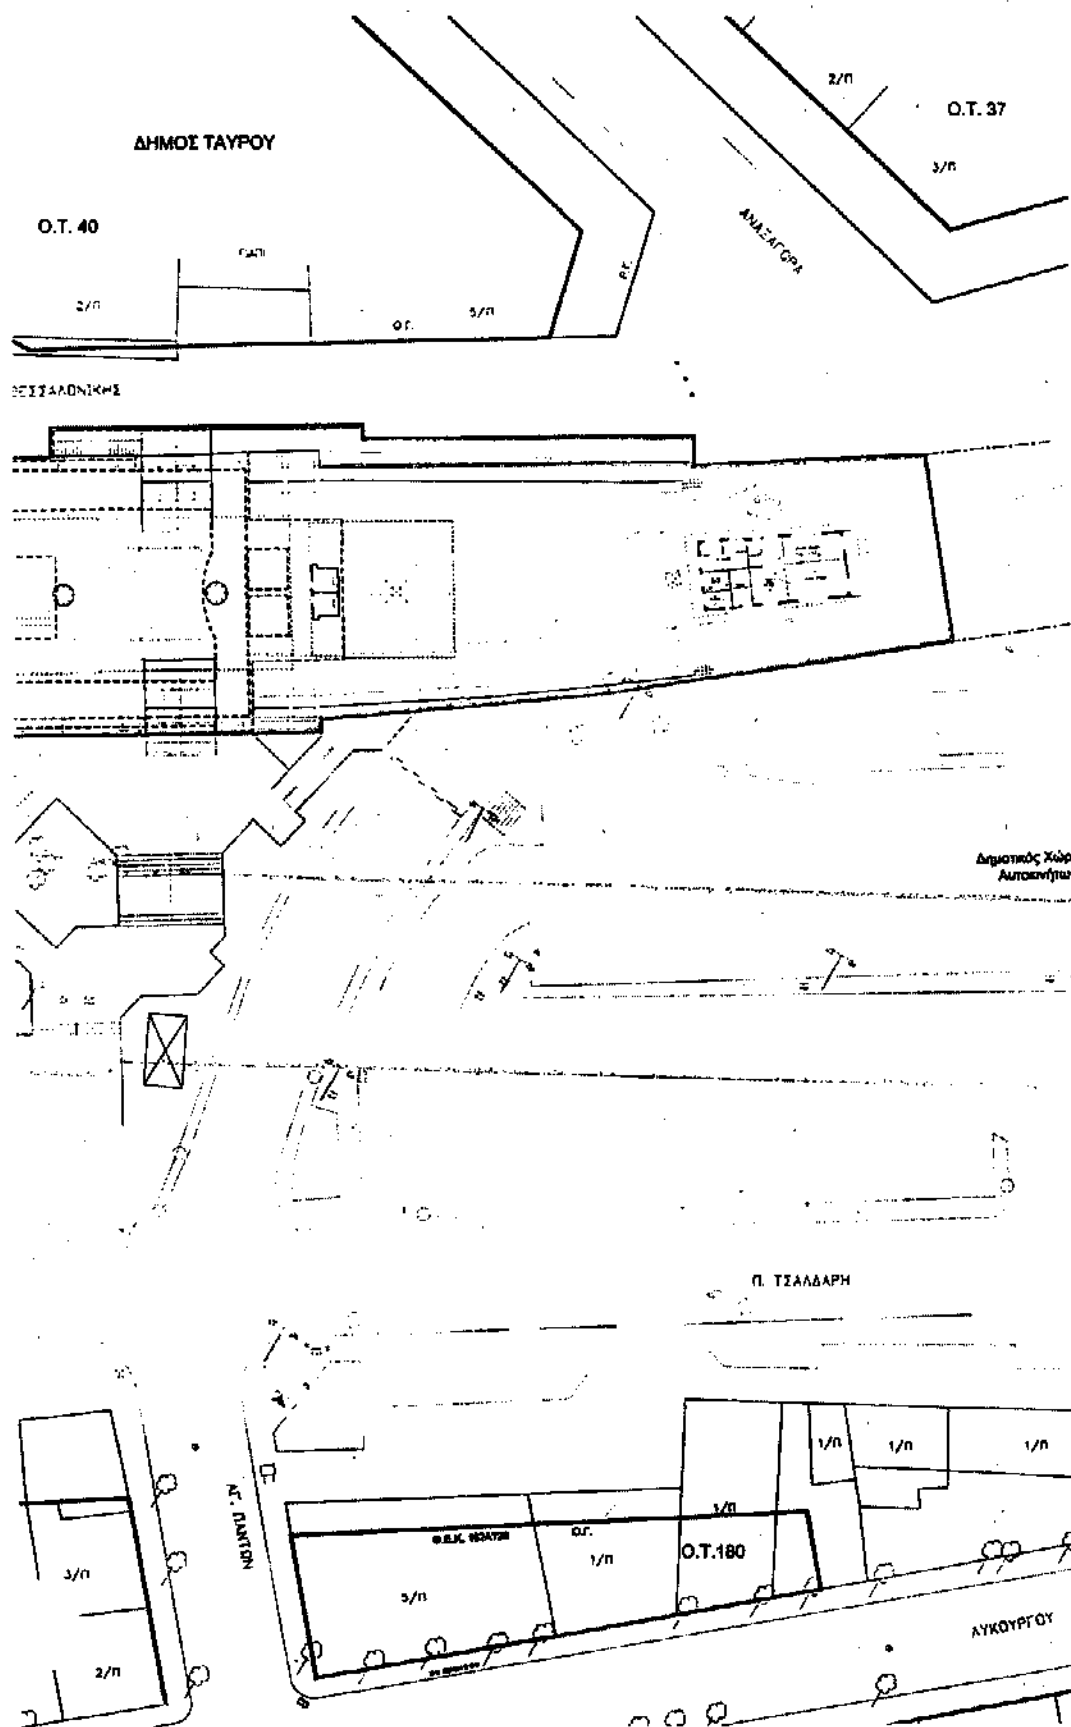 2/Π
Ο.Τ. 37
ΔΗΜΟΣ ΤΑΥΡΟΥ
3/Π
Ο.Τ. 40
ΑΝΑΞΑΓΟΡΑ
Ρ.Γ.
2/Π
Ο.Γ.
5/Π
ΘΕΣΣΑΛΟΝΙΚΗΣ
Δημοτικός Χώρ
Αυτοκινήτω
Π. ΤΣΑΛΔΑΡΗ
1/Π
1/Π
1/Π
ΑΓ. ΠΑΝΤΩΝ
1/Π
Ο.Γ.
3/Π
5/Π
1/Π
Ο.Τ.180
ΛΥΚΟΥΡΓΟΥ
2/Π